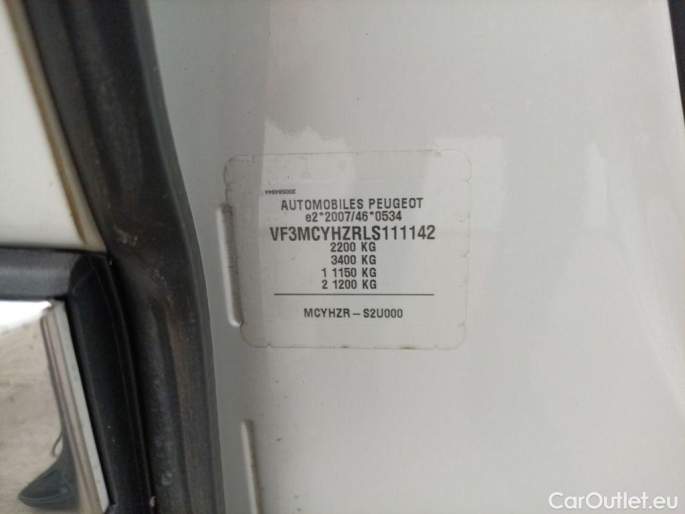 AUTOMOBILES PEUGEOT
e2*2007/46*0534
VF3MCYHZRLS111142
2200 KG
3400 KG
1 1150 KG
2 1200 KG
MCYHZR-S2U000
CarOutlet.eu